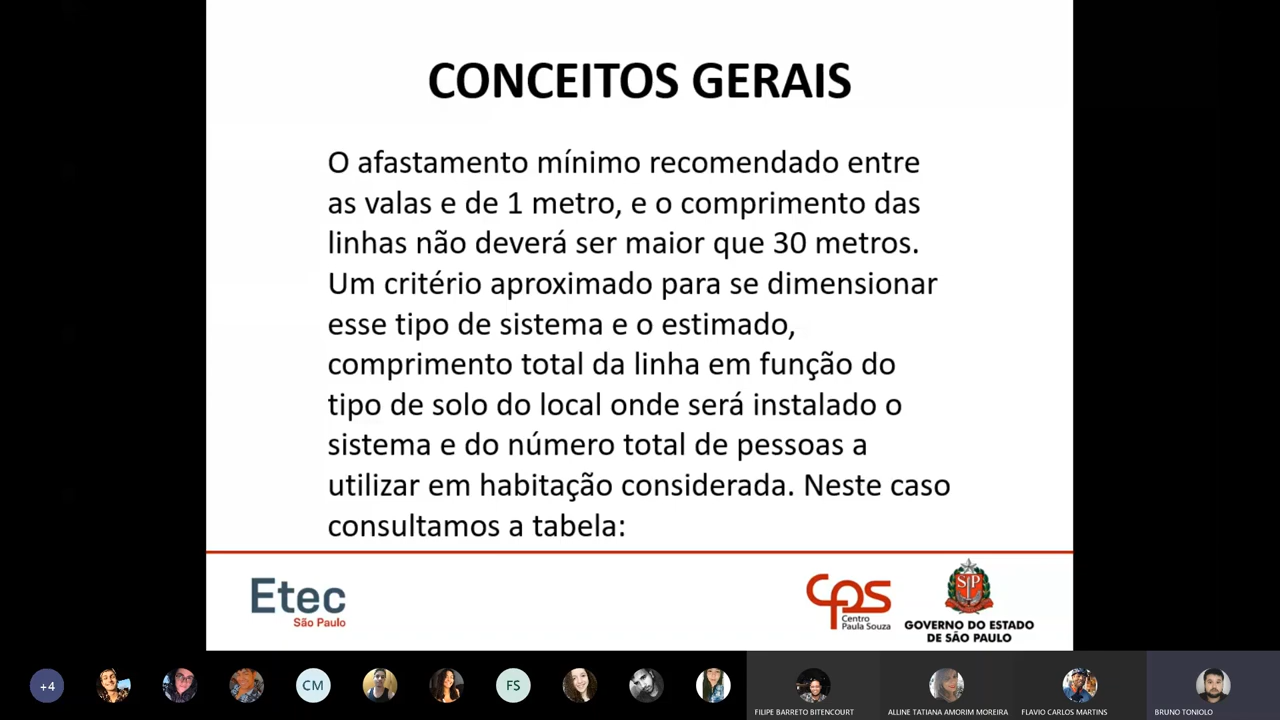 CONCEITOS GERAIS
O afastamento mínimo recomendado entre
as valas e de 1 metro, e o comprimento das
linhas não deverá ser maior que 30 metros.
Um critério aproximado para se dimensionar
esse tipo de sistema e o estimado,
comprimento total da linha em função do
tipo de solo do local onde será instalado o
sistema e do número total de pessoas a
utilizar em habitação considerada. Neste caso
consultamos a tabela:
Etec
São Paulo
CPS
Centro
Paula Souza
SP
GOVERNO DO ESTADO
DE SÃO PAULO
+4
CM
FS
FILIPE BARRETO BITENCOURT
ALLINE TATIANA AMORIM MOREIRA
FLAVIO CARLOS MARTINS
BRUNO TONIOLO